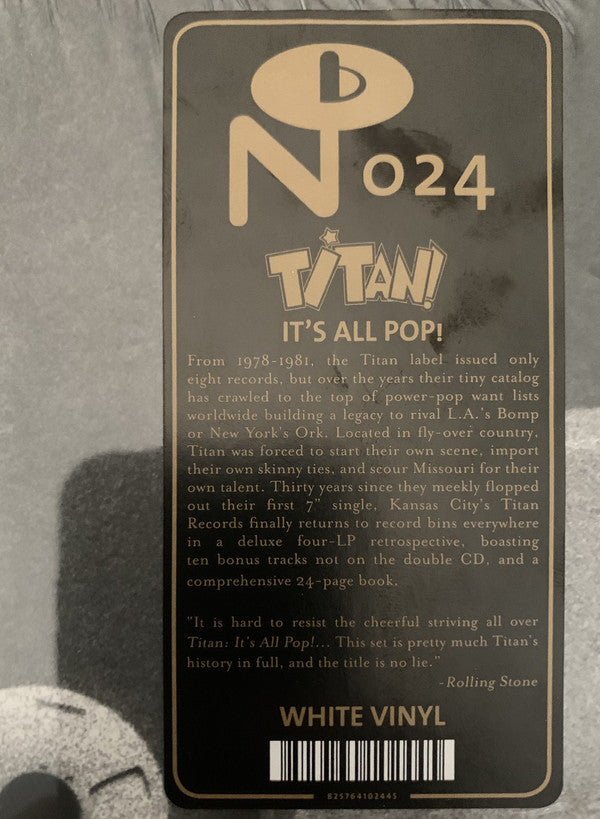 N 024
TITAN!
IT'S ALL POP!
From 1978-1981, the Titan label issued only
eight records, but over the years their tiny catalog
has crawled to the top of power-pop want lists
worldwide building a legacy to rival L.A.'s Bomp
or New York's Ork. Located in fly-over country,
Titan was forced to start their own scene, import
their own skinny ties, and scour Missouri for their
own talent. Thirty years since they meekly flopped
out their first 7" single, Kansas City's Titan
Records finally returns to record bins everywhere
in a deluxe four-LP retrospective, boasting
ten bonus tracks not on the double CD, and a
comprehensive 24-page book.
"It is hard to resist the cheerful striving all over
Titan: It's All Pop!... This set is pretty much Titan's
history in full, and the title is no lie."
-Rolling Stone
WHITE VINYL
825764102445